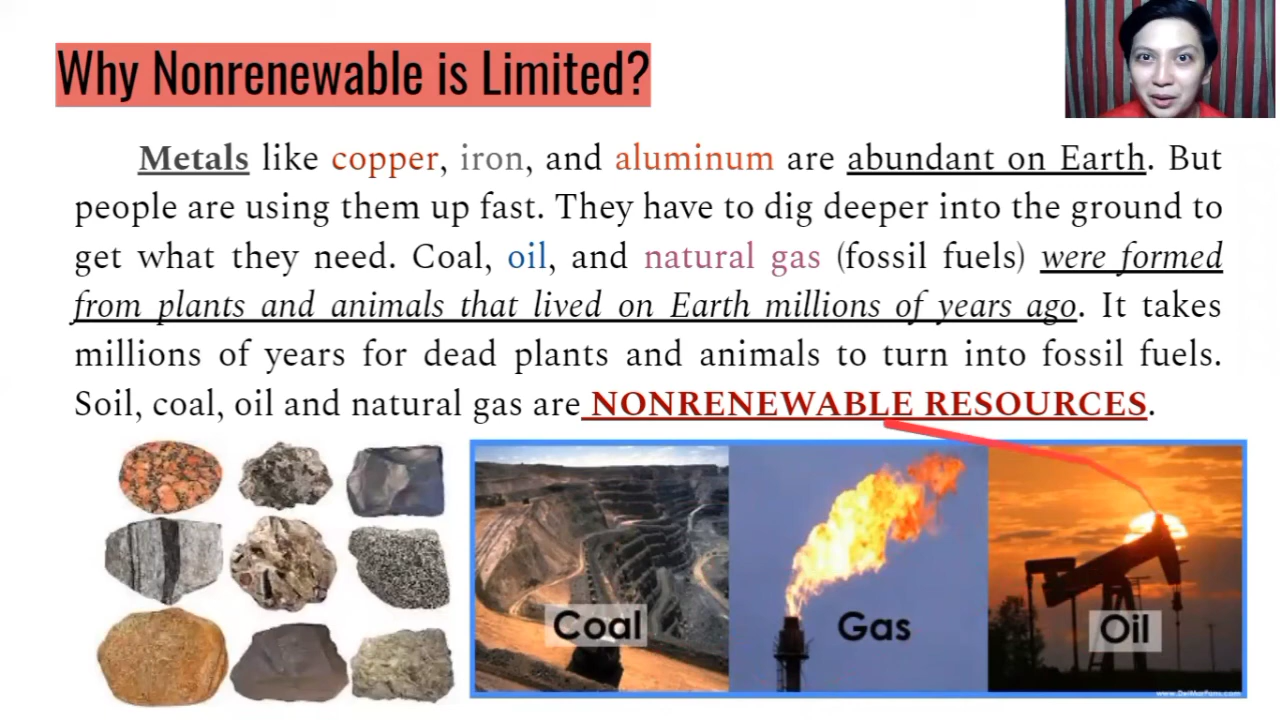 Why Nonrenewable is Limited?
Metals like copper, iron, and aluminum are abundant on Earth. But
people are using them up fast. They have to dig deeper into the ground to
get what they need. Coal, oil, and natural gas (fossil fuels) were formed
from plants and animals that lived on Earth millions of years ago. It takes
millions of years for dead plants and animals to turn into fossil fuels.
Soil, coal, oil and natural gas are NONRENEWABLE RESOURCES.
Coal
Gas
Oil
www.DelMarFans.com